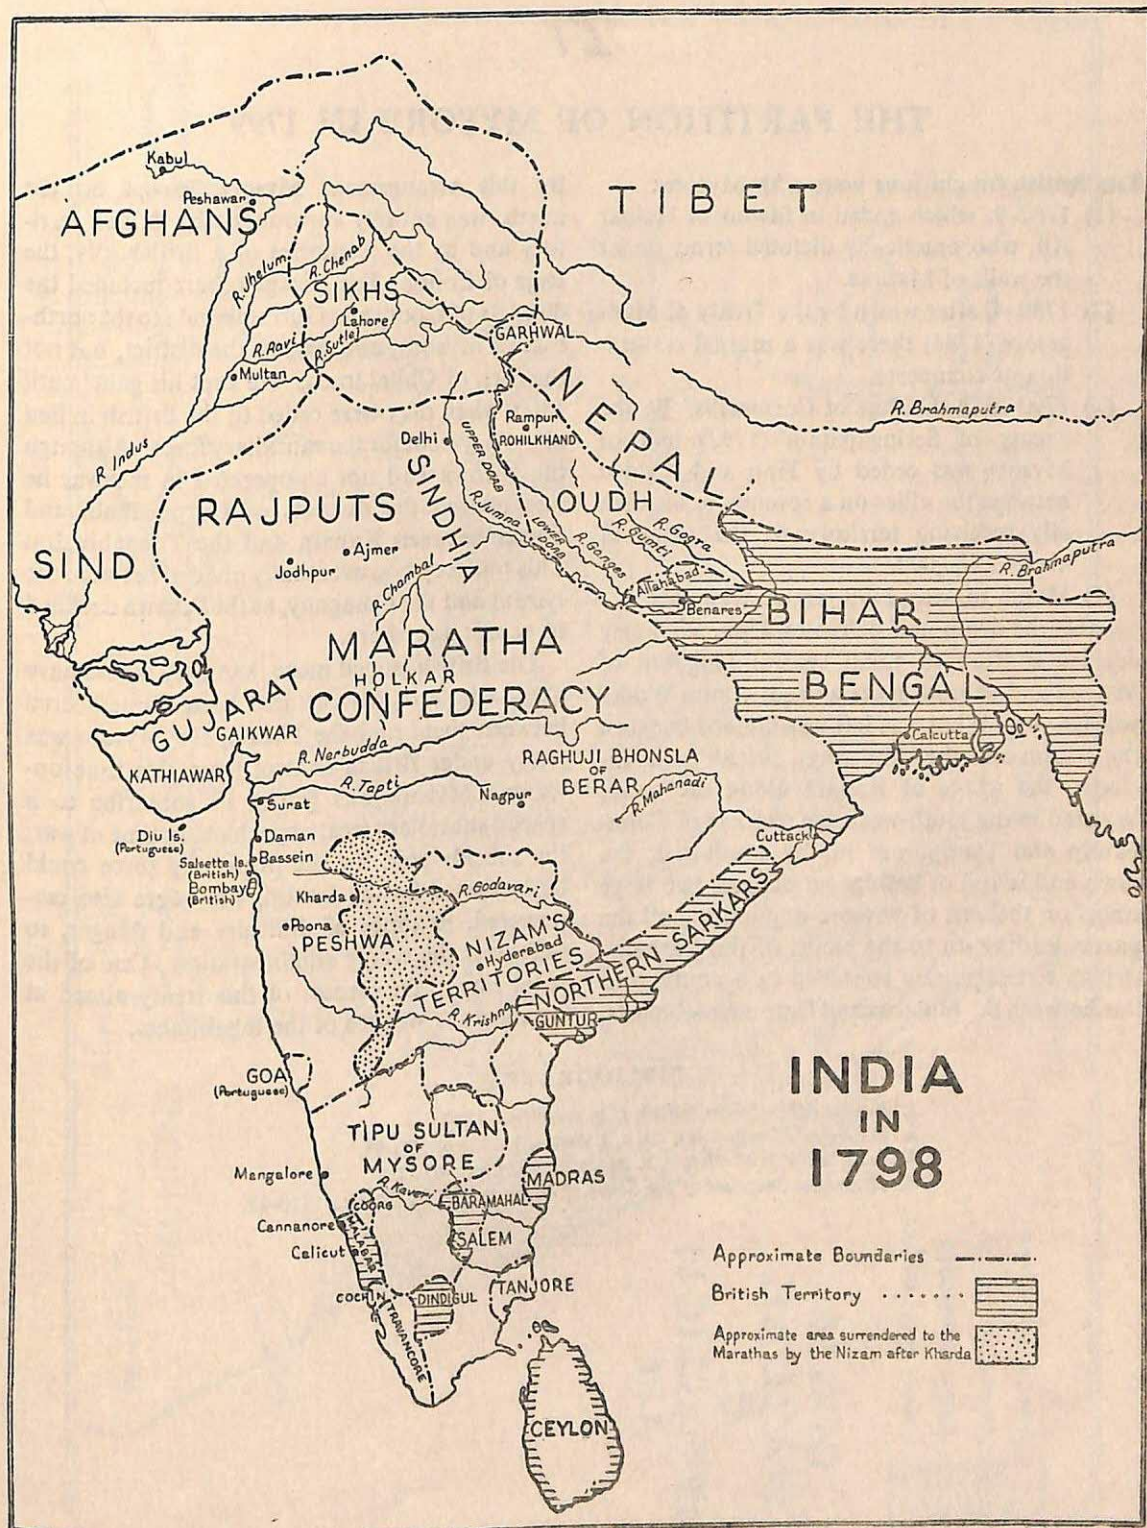 Kabul
Peshawar
AFGHANS
TIBET
R. Jhelum
R. Chenab
SIKHS
Lahore
R. Ravi
R. Sutlej
Multan
GARHWAL
NEPAL
R. Brahmaputra
R. Indus
Delhi
UPPER DOAB
Rampur
ROHILKHAND
SINDHIA
OUDH
RAJPUTS
R. Jumna
LOWER DOAB
R. Ganges
R. Gumti
R. Gogra
SIND
Ajmer
Jodhpur
R. Chambal
Allahabad
Benares
R. Brahmaputra
BIHAR
MARATHA
HOLKAR
CONFEDERACY
BENGAL
GUJARAT
GAIKWAR
Calcutta
KATHIAWAR
R. Nerbudda
RAGHUJI BHONSLA
OF
BERAR
R. Tapti
Nagpur
R. Mahanadi
Surat
Diu Is.
(Portuguese)
Daman
Cuttack
Salsette Is.
(British)
Bassein
Bombay
(British)
Kharda
R. Godavari
Poona
PESHWA
NIZAM'S
Hyderabad
TERRITORIES
NORTHERN SARKARS
R. Krishna
GUNTUR
GOA
(Portuguese)
INDIA
IN
1798
TIPU SULTAN
OF
MYSORE
Mangalore
MADRAS
R. Kaveri
COORG
BARAMAHAL
Cannanore
MALABAR
SALEM
Calicut
COCHIN
DINDIGUL
TANJORE
TRAVANCORE
CEYLON
Approximate Boundaries
British Territory
Approximate area surrendered to the
Marathas by the Nizam after Kharda